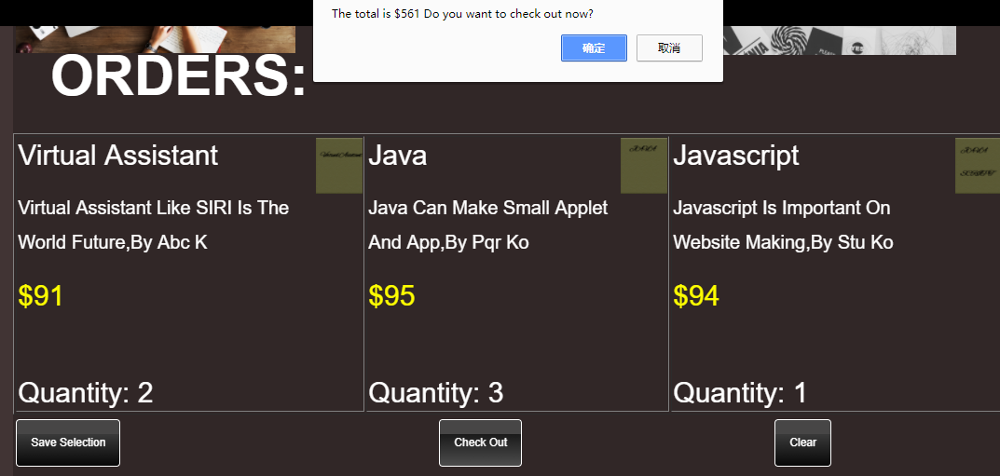 The total is $561 Do you want to check out now?
确定
取消
YES
ORDERS:
Virtual Assistant
Virtual Assistant
Virtual Assistant Like SIRI Is The
World Future,By Abc K
$91
Quantity: 2
Java
JAVA
Java Can Make Small Applet
And App,By Pqr Ko
$95
Quantity: 3
Javascript
JAVA
SCRIPT
Javascript Is Important On
Website Making,By Stu Ko
$94
Quantity: 1
Save Selection
Check Out
Clear